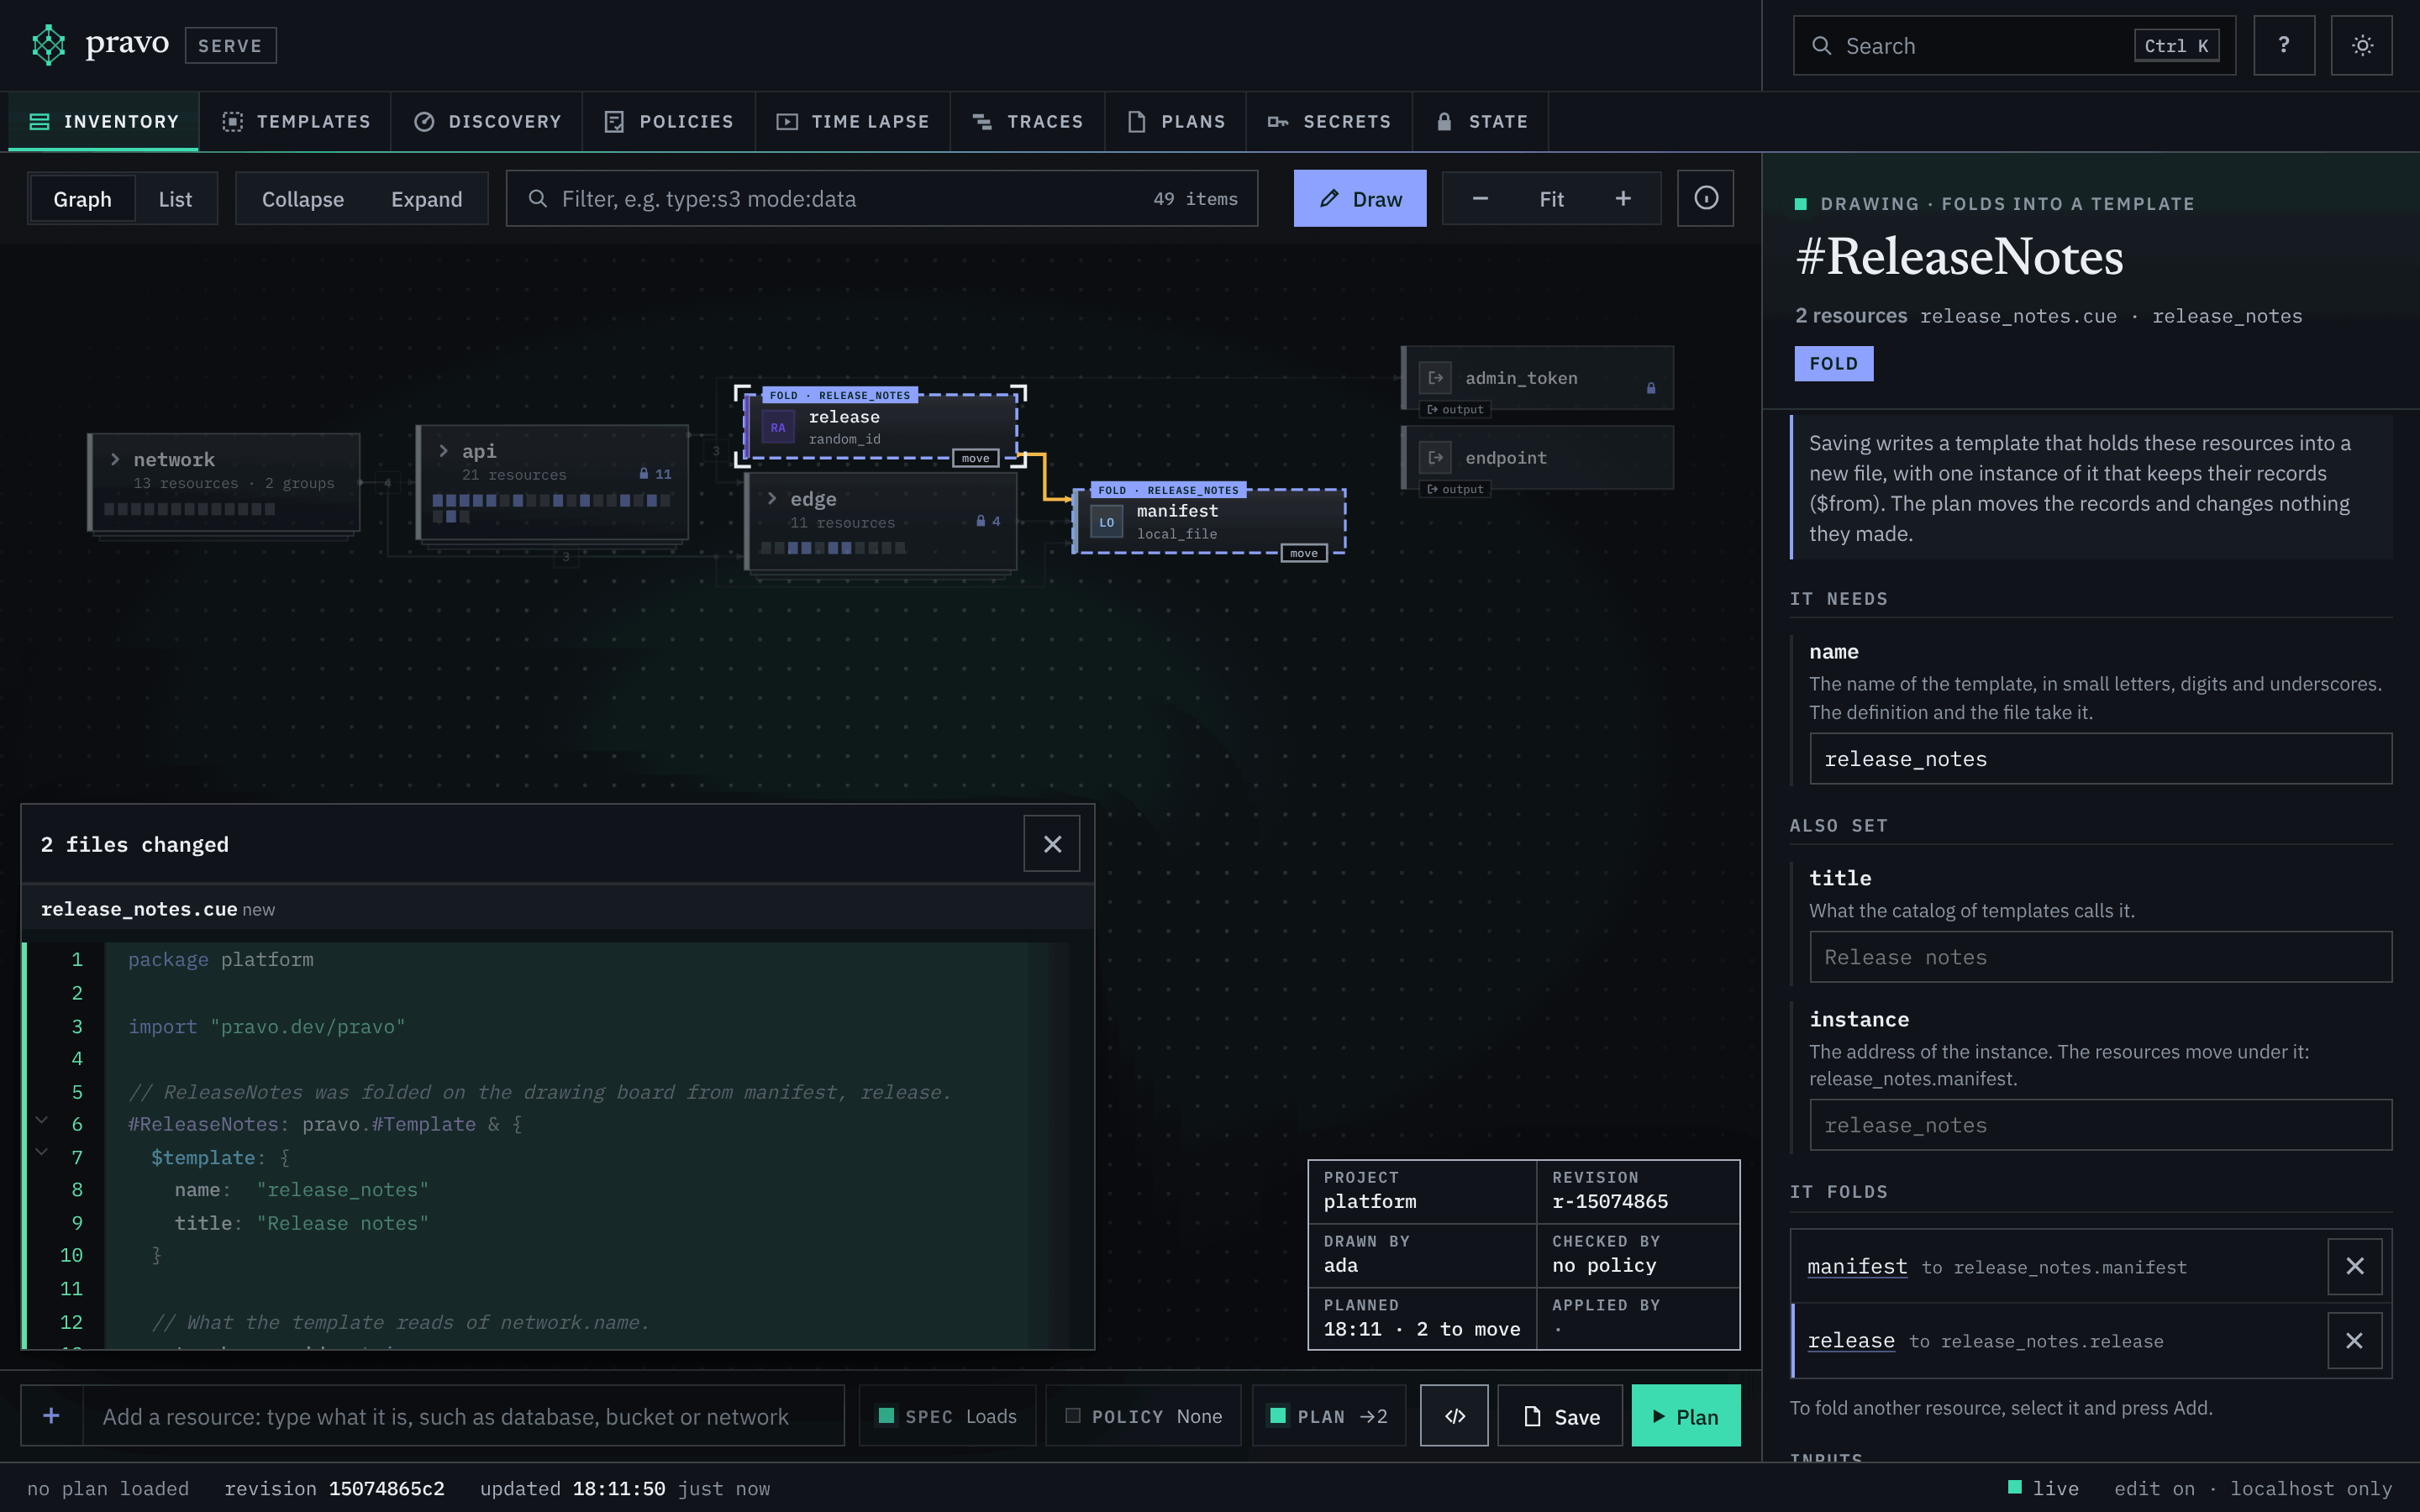 pravo SERVE
Search Ctrl K ?
INVENTORY TEMPLATES DISCOVERY POLICIES TIME LAPSE TRACES PLANS SECRETS STATE
Graph List Collapse Expand Filter, e.g. type:s3 mode:data 49 items Draw − Fit +
network
13 resources · 2 groups
4
api
21 resources 11
3
3
FOLD · RELEASE_NOTES
RA release
random_id
move
edge
11 resources 4
FOLD · RELEASE_NOTES
LO manifest
local_file
move
admin_token
output
endpoint
output
2 files changed
release_notes.cue new
1 package platform
2
3 import "pravo.dev/pravo"
4
5 // ReleaseNotes was folded on the drawing board from manifest, release.
6 #ReleaseNotes: pravo.#Template & {
7 $template: {
8 name: "release_notes"
9 title: "Release notes"
10 }
11
12 // What the template reads of network.name.
PROJECT
platform
REVISION
r-15074865
DRAWN BY
ada
CHECKED BY
no policy
PLANNED
18:11 · 2 to move
APPLIED BY
·
+ Add a resource: type what it is, such as database, bucket or network
SPEC Loads POLICY None PLAN →2 </> Save Plan
no plan loaded revision 15074865c2 updated 18:11:50 just now
live edit on · localhost only
DRAWING · FOLDS INTO A TEMPLATE
#ReleaseNotes
2 resources release_notes.cue · release_notes
FOLD
Saving writes a template that holds these resources into a
new file, with one instance of it that keeps their records
($from). The plan moves the records and changes nothing
they made.
IT NEEDS
name
The name of the template, in small letters, digits and underscores.
The definition and the file take it.
release_notes
ALSO SET
title
What the catalog of templates calls it.
Release notes
instance
The address of the instance. The resources move under it:
release_notes.manifest.
release_notes
IT FOLDS
manifest to release_notes.manifest
release to release_notes.release
To fold another resource, select it and press Add.
INPUTS